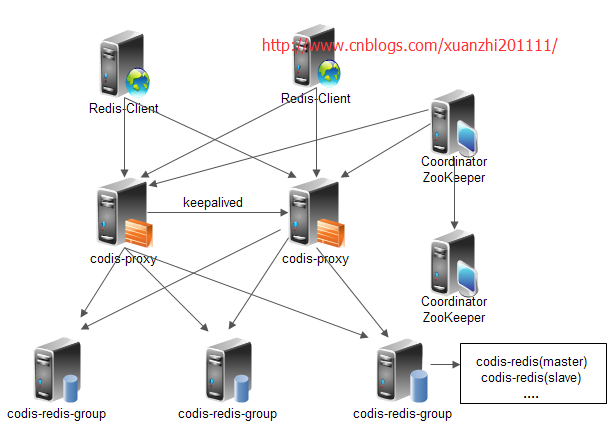 http://www.cnblogs.com/xuanzhi201111/
Redis-Client
Redis-Client
Coordinator
ZooKeeper
keepalived
codis-proxy
codis-proxy
Coordinator
ZooKeeper
codis-redis(master)
codis-redis(slave)
....
codis-redis-group
codis-redis-group
codis-redis-group